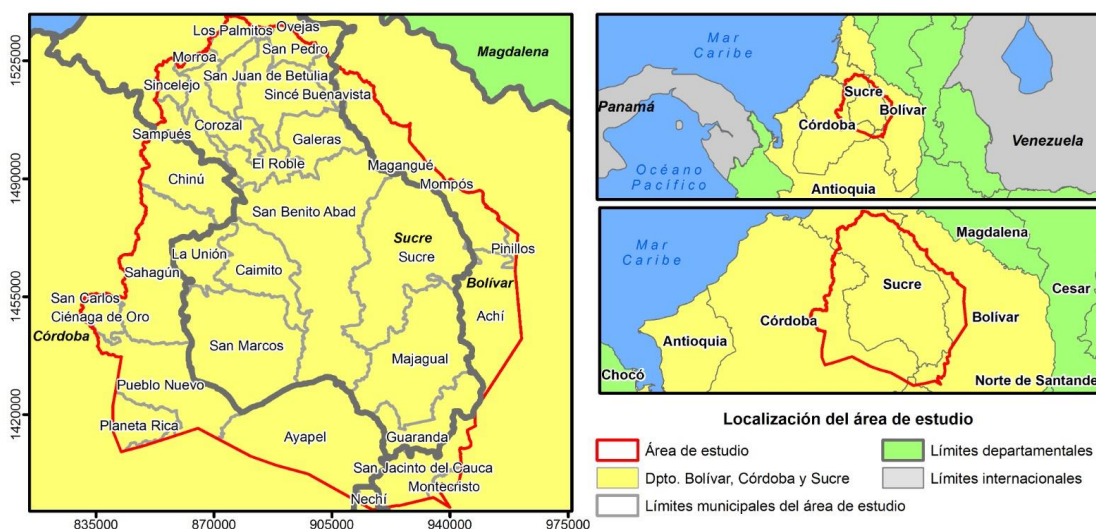 Los Palmitos
Ovejas
San Pedro
Morroa
San Juan de Betulia
Magdalena
Sincelejo
Sincé
Buenavista
Corozal
Galeras
Sampués
El Roble
Magangué
Chinú
Mompós
San Benito Abad
Sucre
Sucre
La Unión
Pinillos
Caimito
Sahagún
Bolívar
San Carlos
Achí
Ciénaga de Oro
Córdoba
San Marcos
Majagual
Pueblo Nuevo
Planeta Rica
Ayapel
Guaranda
San Jacinto del Cauca
Montecristo
Nechí
1525000
1490000
1455000
1420000
835000
870000
905000
940000
975000
Mar
Caribe
Panamá
Sucre
Bolívar
Córdoba
Venezuela
Océano
Pacífico
Antioquia
Mar
Caribe
Magdalena
Sucre
Cesar
Córdoba
Bolívar
Antioquia
Chocó
Norte de Santande
Localización del área de estudio
Área de estudio
Límites departamentales
Dpto. Bolívar, Córdoba y Sucre
Límites internacionales
Límites municipales del área de estudio